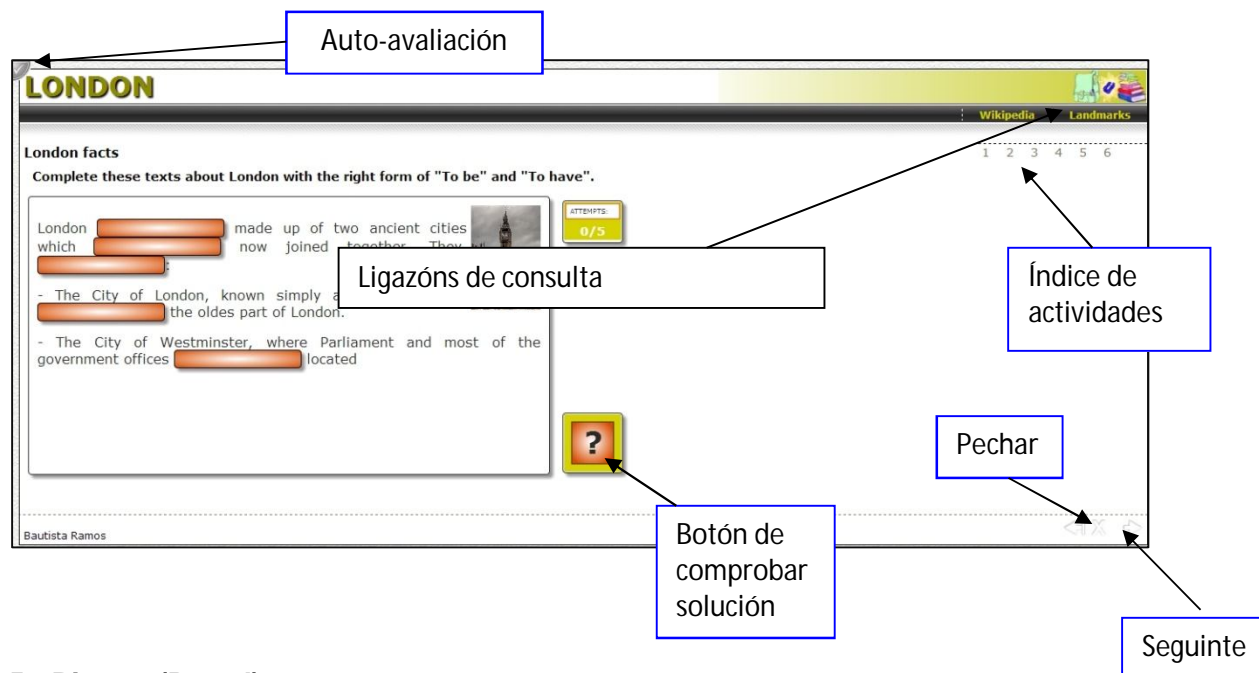 Auto-avaliación
LONDON
Wikipedia Landmarks
London facts
1 2 3 4 5 6
Complete these texts about London with the right form of "To be" and "To have".
ATTEMPTS:
0/5
London made up of two ancient cities
which now joined together. They
:
- The City of London, known simply a
the oldes part of London.
- The City of Westminster, where Parliament and most of the
government offices located
Ligazóns de consulta
Índice de
actividades
?
Pechar
Botón de
comprobar
solución
Bautista Ramos
Seguinte